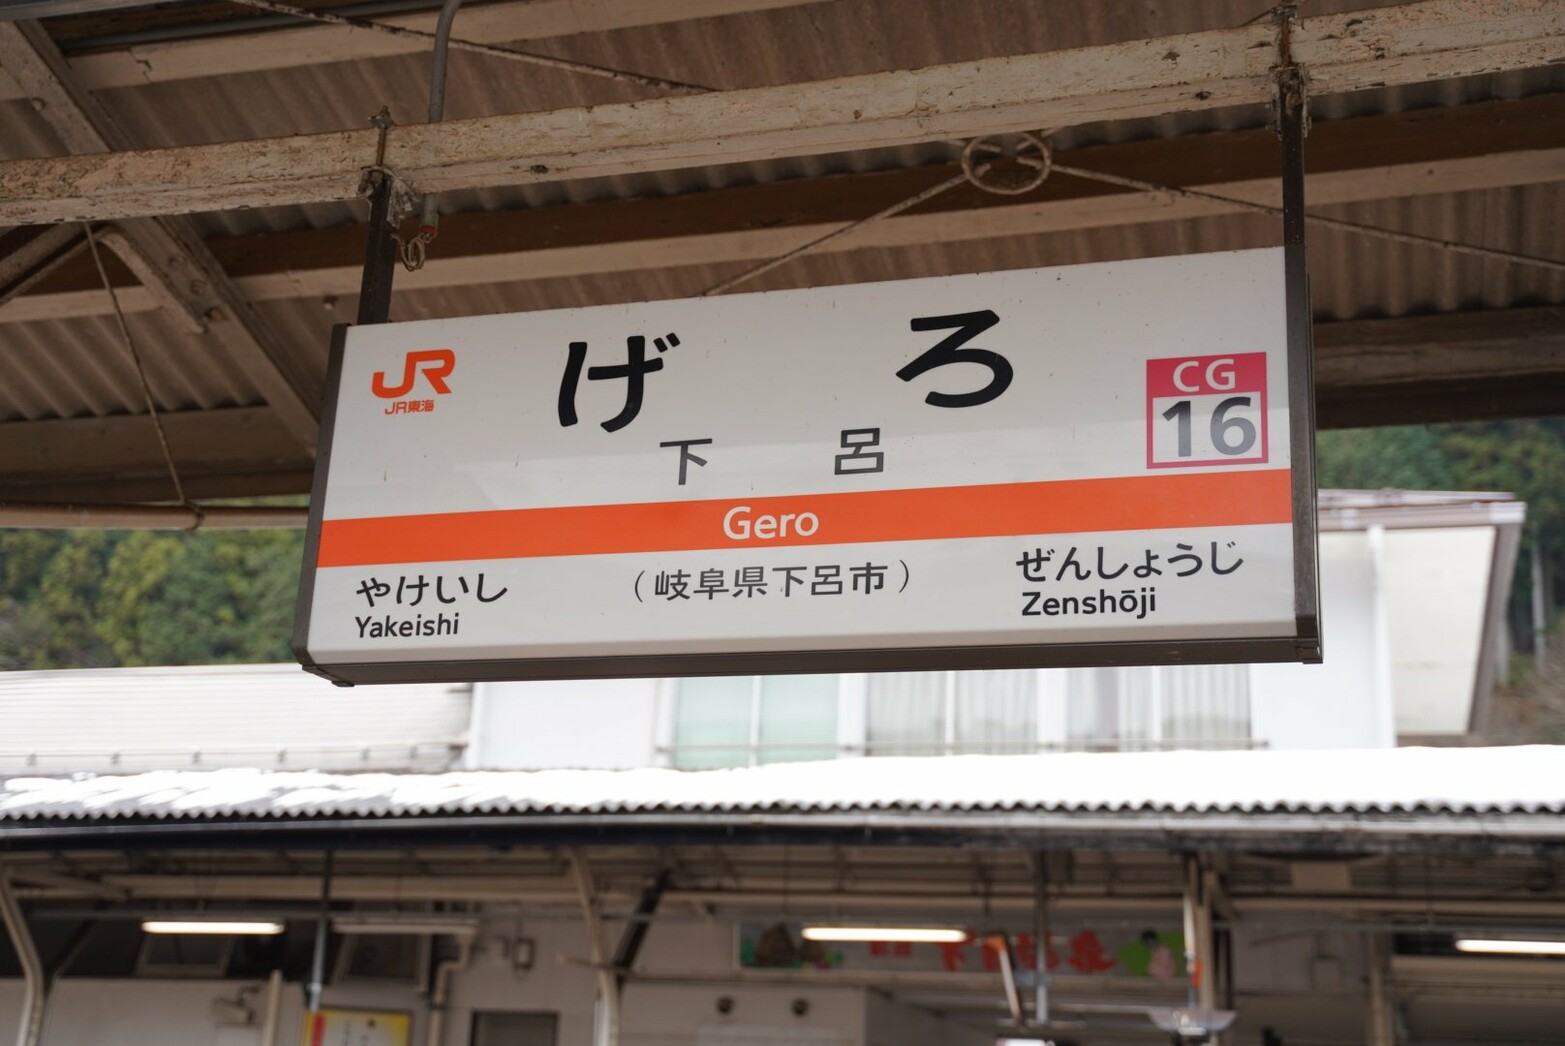 JR
JR東海
げろ
下呂
CG
16
Gero
やけいし
Yakeishi
（岐阜県下呂市）
ぜんしょうじ
Zenshōji